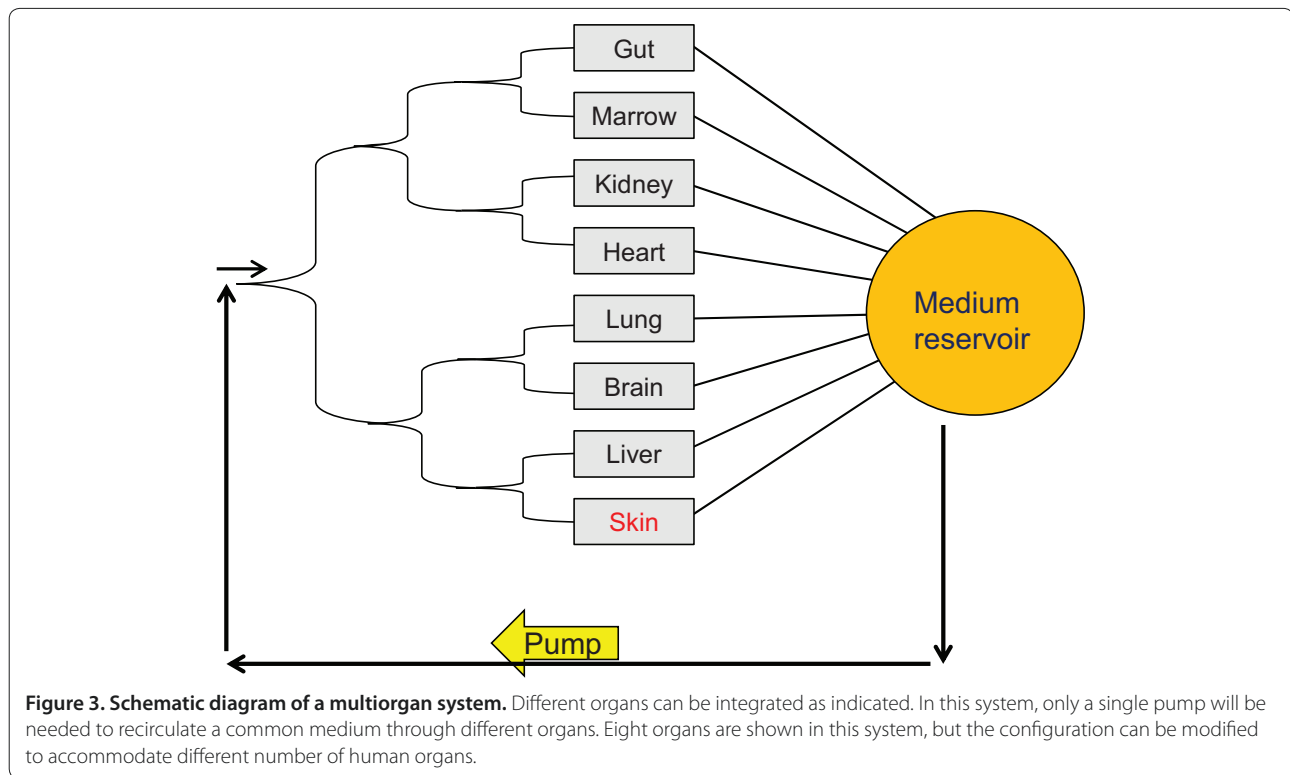 Gut
Marrow
Kidney
Heart
Lung
Brain
Liver
Skin
Medium
reservoir
Pump
Figure 3. Schematic diagram of a multiorgan system. Different organs can be integrated as indicated. In this system, only a single pump will be
needed to recirculate a common medium through different organs. Eight organs are shown in this system, but the configuration can be modified
to accommodate different number of human organs.